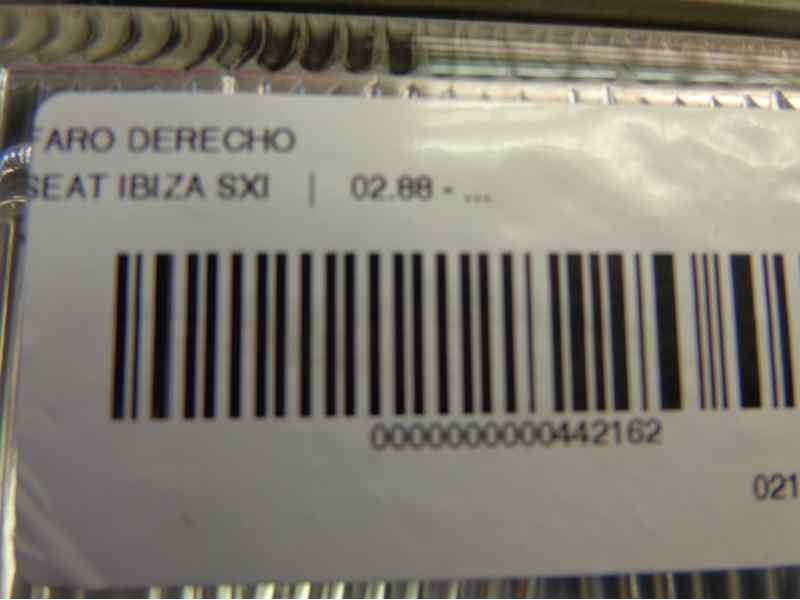 FARO DERECHO
SEAT IBIZA SXI | 02.88 - ...
0000000000442162
021